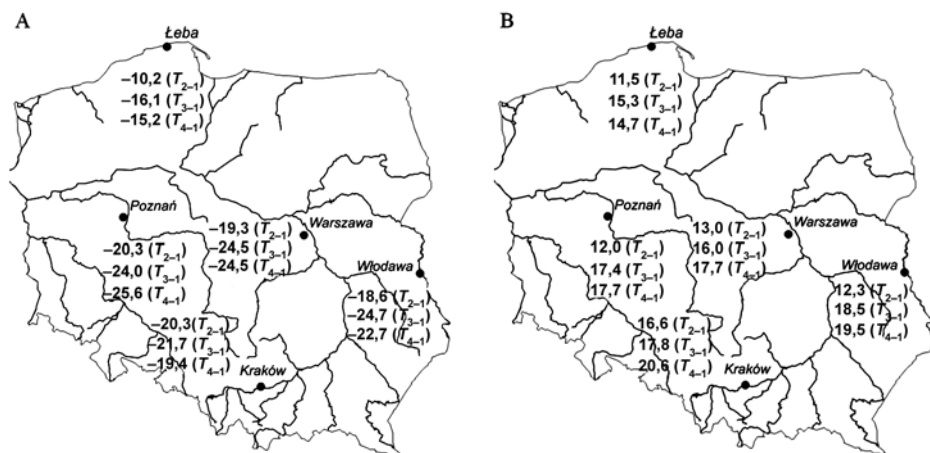 A
Łeba
–10,2 (T2–1)
–16,1 (T3–1)
–15,2 (T4–1)
Poznań
–20,3 (T2–1)
–24,0 (T3–1)
–25,6 (T4–1)
Warszawa
–19,3 (T2–1)
–24,5 (T3–1)
–24,5 (T4–1)
Włodawa
–18,6 (T2–1)
–24,7 (T3–1)
–22,7 (T4–1)
–20,3(T2–1)
–21,7 (T3–1)
–19,4 (T4–1)
Kraków
B
Łeba
11,5 (T2–1)
15,3 (T3–1)
14,7 (T4–1)
Poznań
12,0 (T2–1)
17,4 (T3–1)
17,7 (T4–1)
Warszawa
13,0 (T2–1)
16,0 (T3–1)
17,7 (T4–1)
Włodawa
12,3 (T2–1)
18,5 (T3–1)
19,5 (T4–1)
16,6 (T2–1)
17,8 (T3–1)
20,6 (T4–1)
Kraków